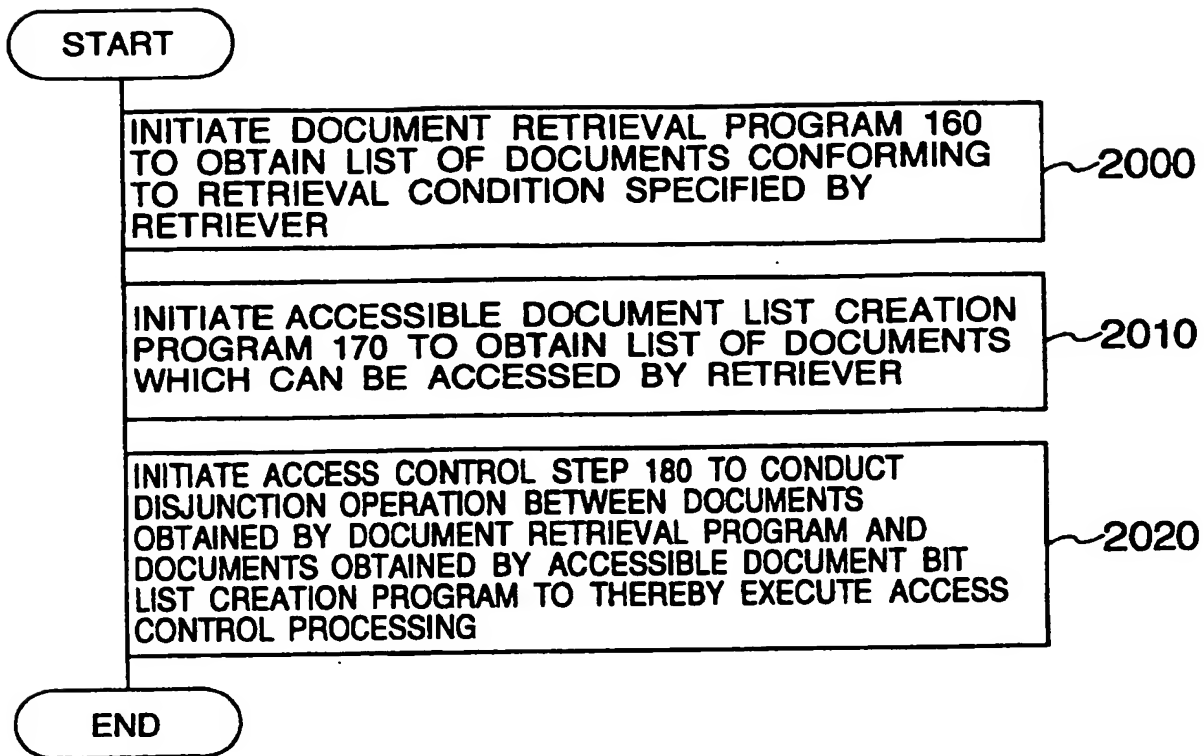 START
INITIATE DOCUMENT RETRIEVAL PROGRAM 160
TO OBTAIN LIST OF DOCUMENTS CONFORMING
TO RETRIEVAL CONDITION SPECIFIED BY
RETRIEVER
2000
INITIATE ACCESSIBLE DOCUMENT LIST CREATION
PROGRAM 170 TO OBTAIN LIST OF DOCUMENTS
WHICH CAN BE ACCESSED BY RETRIEVER
2010
INITIATE ACCESS CONTROL STEP 180 TO CONDUCT
DISJUNCTION OPERATION BETWEEN DOCUMENTS
OBTAINED BY DOCUMENT RETRIEVAL PROGRAM AND
DOCUMENTS OBTAINED BY ACCESSIBLE DOCUMENT BIT
LIST CREATION PROGRAM TO THEREBY EXECUTE ACCESS
CONTROL PROCESSING
2020
END